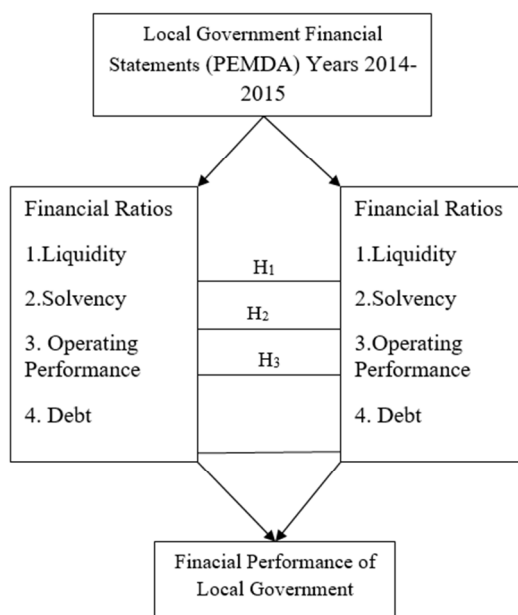 Local Government Financial
Statements (PEMDA) Years 2014-
2015
Financial Ratios
1.Liquidity
2.Solvency
3. Operating
Performance
4. Debt
H1
H2
H3
Financial Ratios
1.Liquidity
2.Solvency
3.Operating
Performance
4. Debt
Finacial Performance of
Local Government